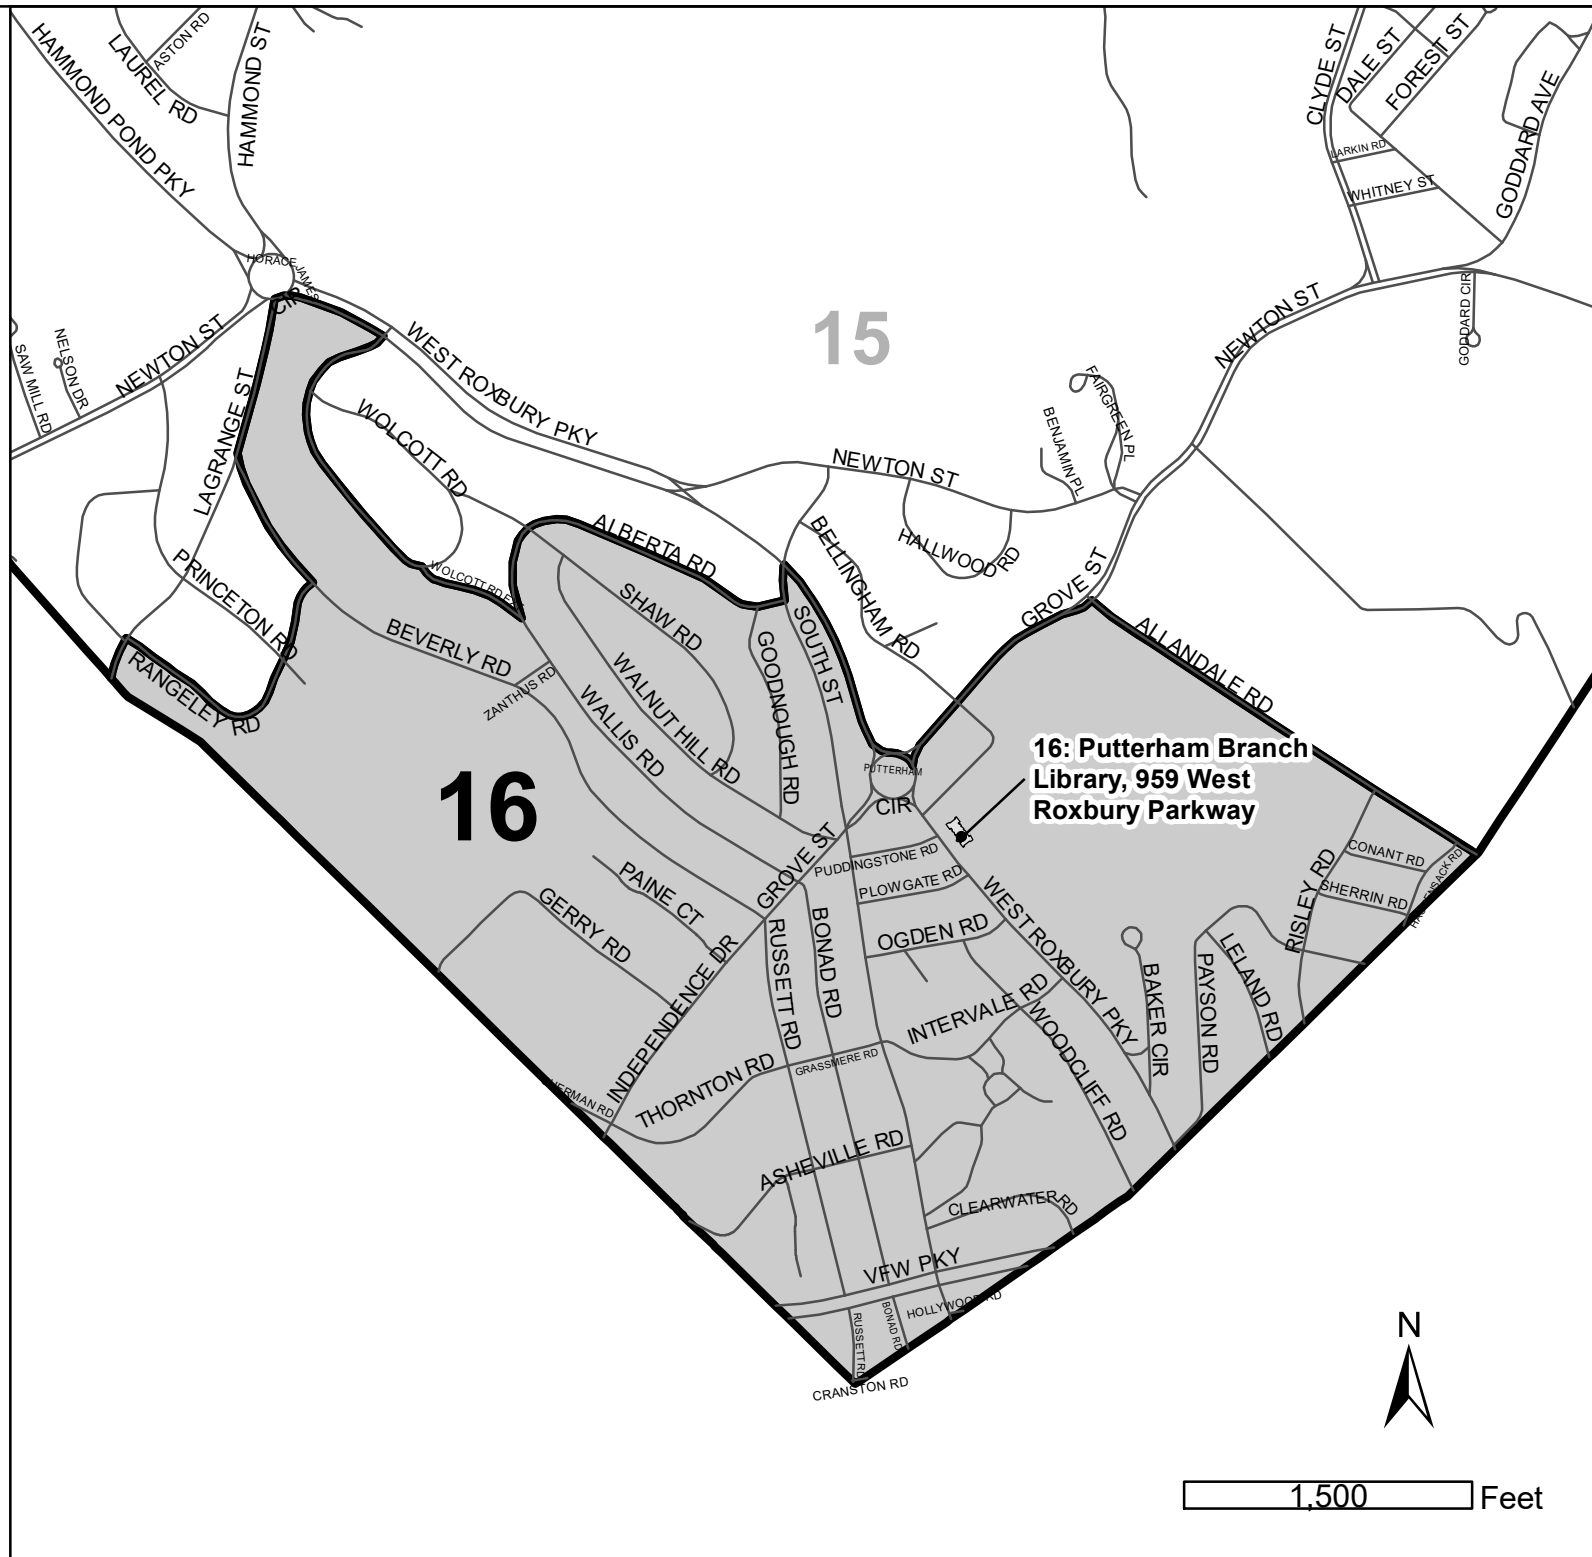 HAMMOND POND PKY
LAUREL RD
ASTON RD
HAMMOND ST
CLYDE ST
DALE ST
FOREST ST
GODDARD AVE
LARKIN RD
WHITNEY ST
HORACE JAMES
CIR
NEWTON ST
SAW MILL RD
NELSON DR
NEWTON ST
LAGRANGE ST
WEST ROXBURY PKY
15
NEWTON ST
GODDARD CIR
FAIRGREEN PL
BENJAMIN PL
WOLCOTT RD
NEWTON ST
HALLWOOD RD
BELLINGHAM RD
ALBERTA RD
PRINCETON RD
WOLCOTT RD
GROVE ST
ALLANDALE RD
SHAW RD
SOUTH ST
BEVERLY RD
GOODNOUGH RD
RANGELEY RD
ZANTHUS RD
WALNUT HILL RD
WALLIS RD
16
PUTTERHAM
CIR
16: Putterham Branch
Library, 959 West
Roxbury Parkway
GROVE ST
PUDDINGSTONE RD
PLOWGATE RD
CONANT RD
SHERRIN RD
RISLEY RD
PAINE CT
GERRY RD
BONAD RD
RUSSETT RD
OGDEN RD
WEST ROXBURY PKY
LELAND RD
PAYSON RD
BAKER CIR
INDEPENDENCE DR
INTERVALE RD
WOODCLIFF RD
THORNTON RD
GRASSMERE RD
ASHEVILLE RD
CLEARWATER RD
VFW PKY
HOLLYWOOD RD
BONAD RD
RUSSETT RD
CRANSTON RD
N
1,500 Feet